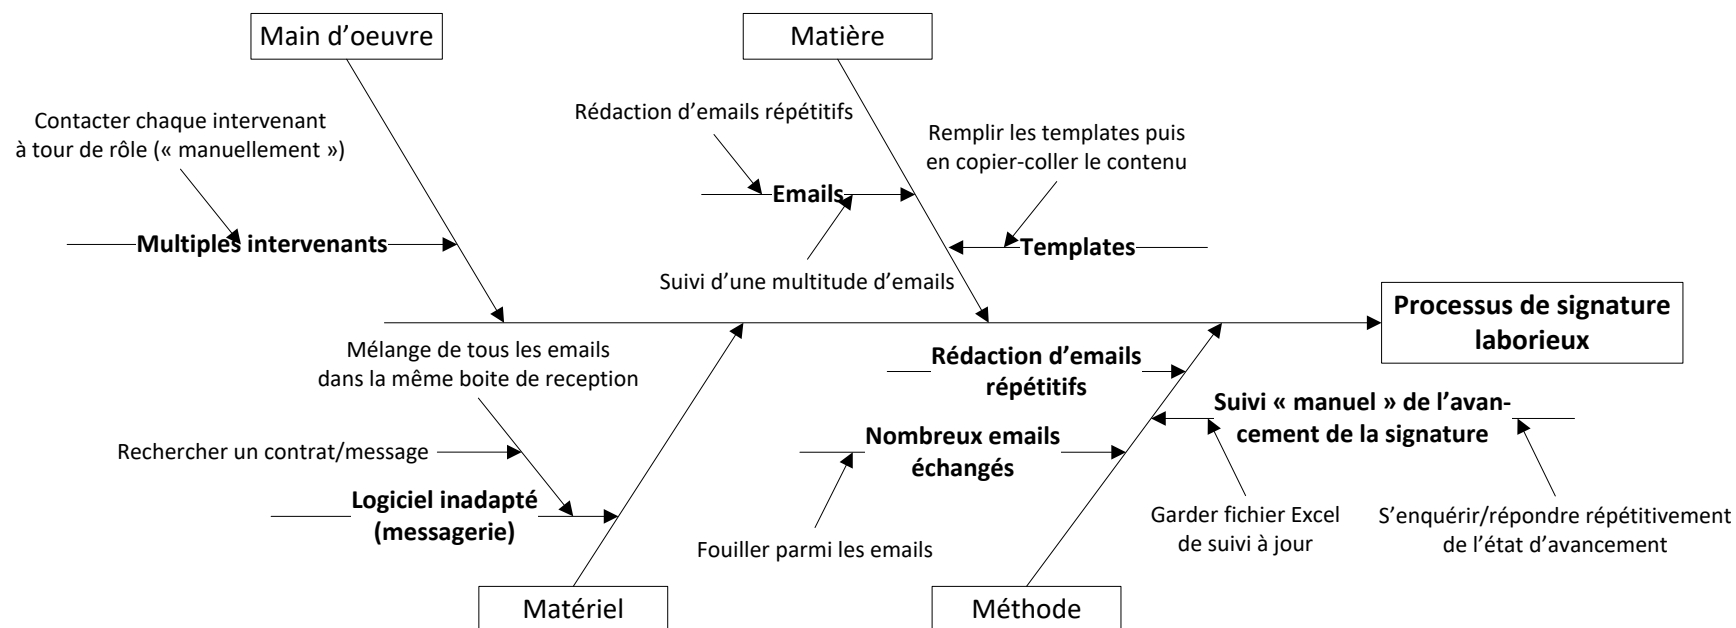 Main d'oeuvre
Matière
Contacter chaque intervenant
à tour de rôle (« manuellement »)
Rédaction d’emails répétitifs
Remplir les templates puis
en copier-coller le contenu
Emails
Multiples intervenants
Templates
Suivi d’une multitude d’emails
Processus de signature
laborieux
Mélange de tous les emails
dans la même boite de reception
Rédaction d’emails
répétitifs
Suivi « manuel » de l’avan-
cement de la signature
Rechercher un contrat/message
Nombreux emails
échangés
Logiciel inadapté
(messagerie)
Fouiller parmi les emails
Garder fichier Excel
de suivi à jour
S’enquérir/répondre répétitivement
de l’état d’avancement
Matériel
Méthode